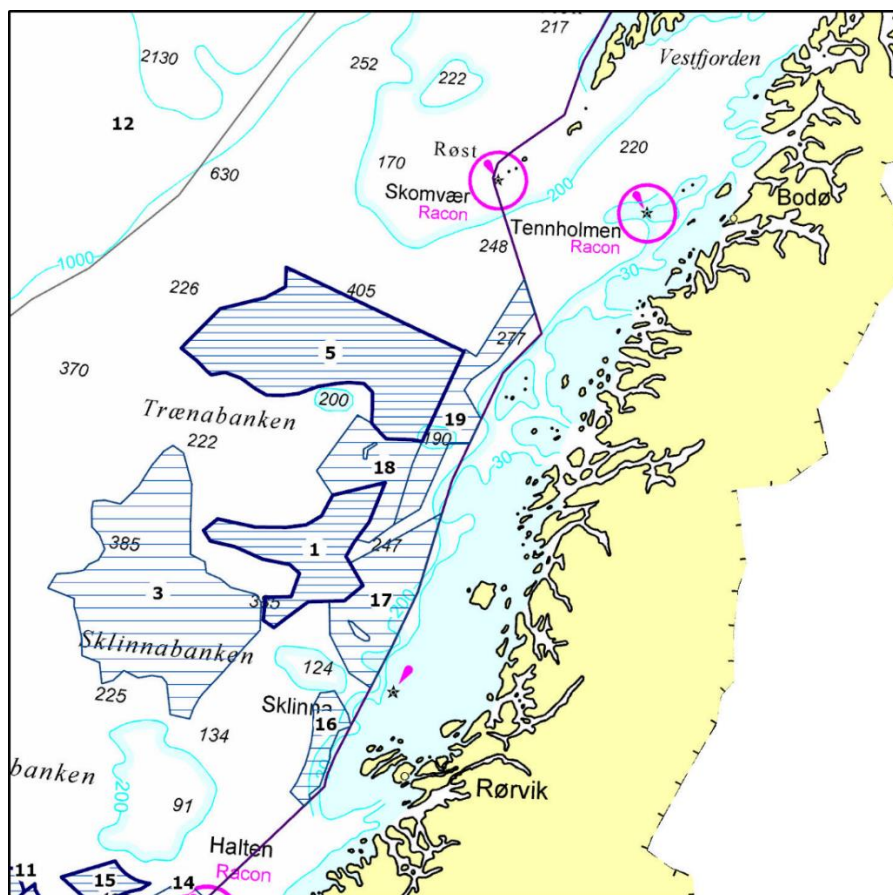 217
2130
252
222
Vestfjorden
12
170
Røst
220
630
200
Skomvær
Racon
Bodø
Tennholmen
Racon
248
1000
30
226
405
277
5
370
200
Trænabanken
19
190
222
18
30
385
1
247
3
17
200
Sklinnabanken
124
225
16
134
banken
200
91
Rørvik
Halten
Racon
11
15
14